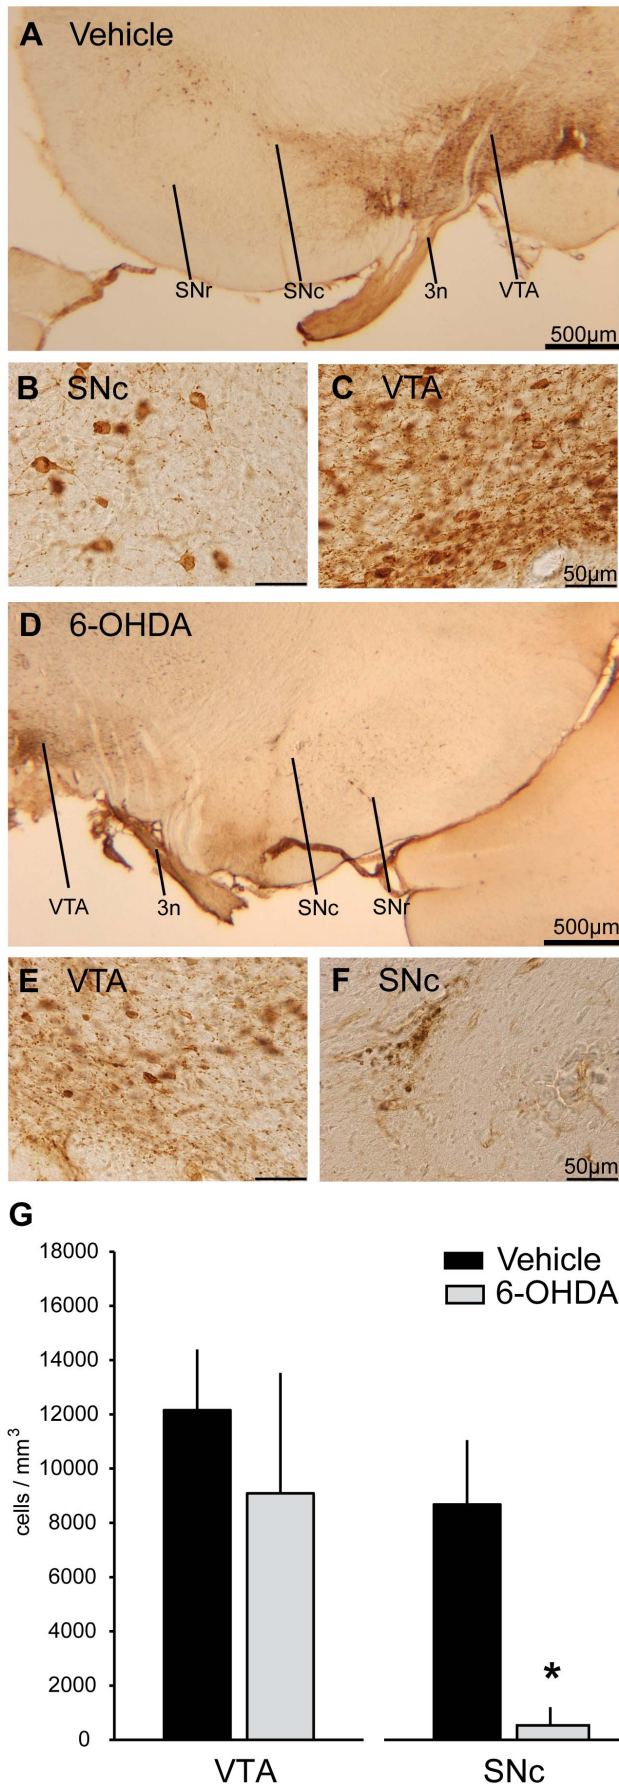 A Vehicle
SNr SNc 3n VTA
500µm
B SNc
C VTA
50µm
D 6-OHDA
VTA 3n SNc SNr
500µm
E VTA
F SNc
50µm
G
18000
16000
14000
12000
10000
8000
6000
4000
2000
0
cells / mm³
Vehicle
6-OHDA
*
VTA SNc